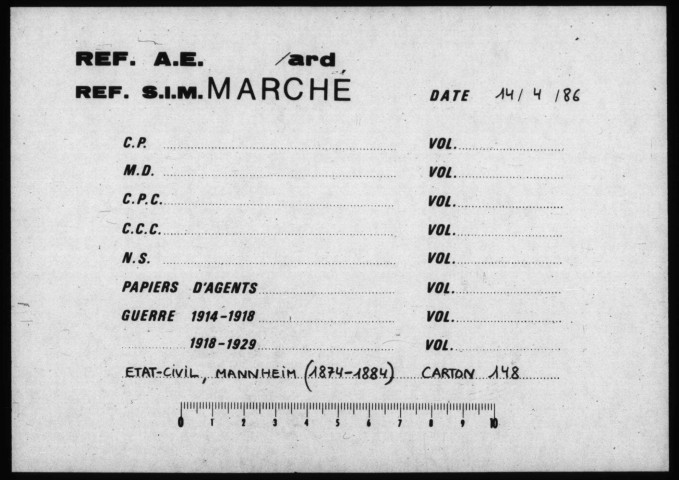 REF. A.E. /ard
REF. S.I.M. MARCHÉ DATE 14/4/86
C.P. VOL.
M.D. VOL.
C.P.C. VOL.
C.C.C. VOL.
N.S. VOL.
PAPIERS D'AGENTS VOL.
GUERRE 1914-1918 VOL.
1918-1929 VOL.
ETAT-CIVIL, MANNHEIM (1874-1884) CARTON 148
0 1 2 3 4 5 6 7 8 9 10